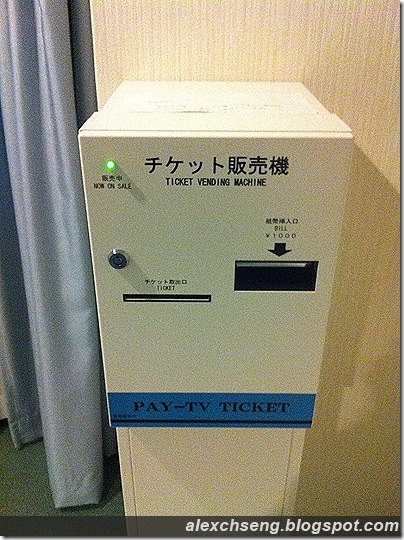 チケット販売機
TICKET VENDING MACHINE
販売中
NOW ON SALE
紙幣挿入口
BILL
￥1000
チケット取出口
TICKET
PAY-TV TICKET
alexchseng.blogspot.com